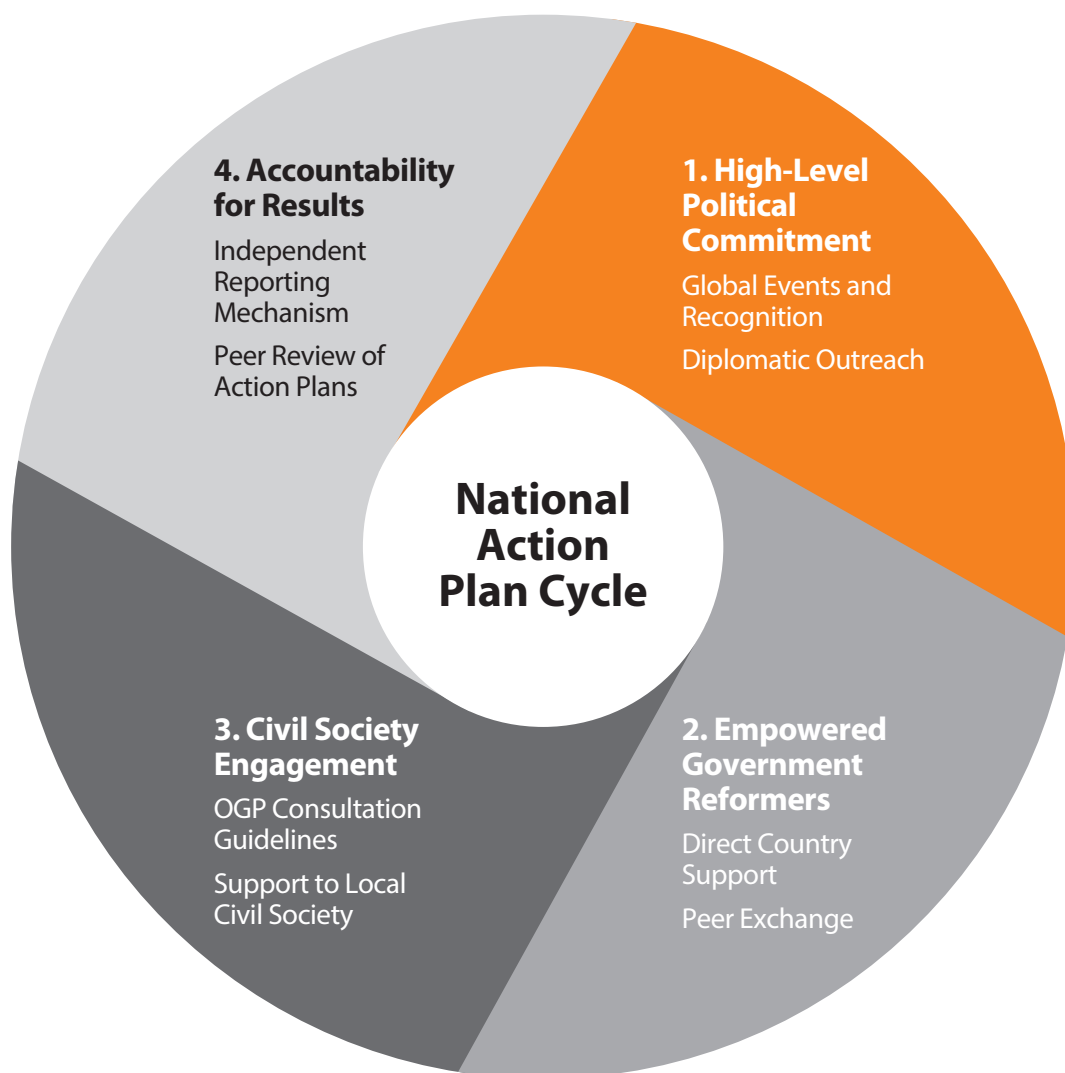 1. High-Level
Political
Commitment
Global Events and
Recognition
Diplomatic Outreach
2. Empowered
Government
Reformers
Direct Country
Support
Peer Exchange
3. Civil Society
Engagement
OGP Consultation
Guidelines
Support to Local
Civil Society
4. Accountability
for Results
Independent
Reporting
Mechanism
Peer Review of
Action Plans
National
Action
Plan Cycle